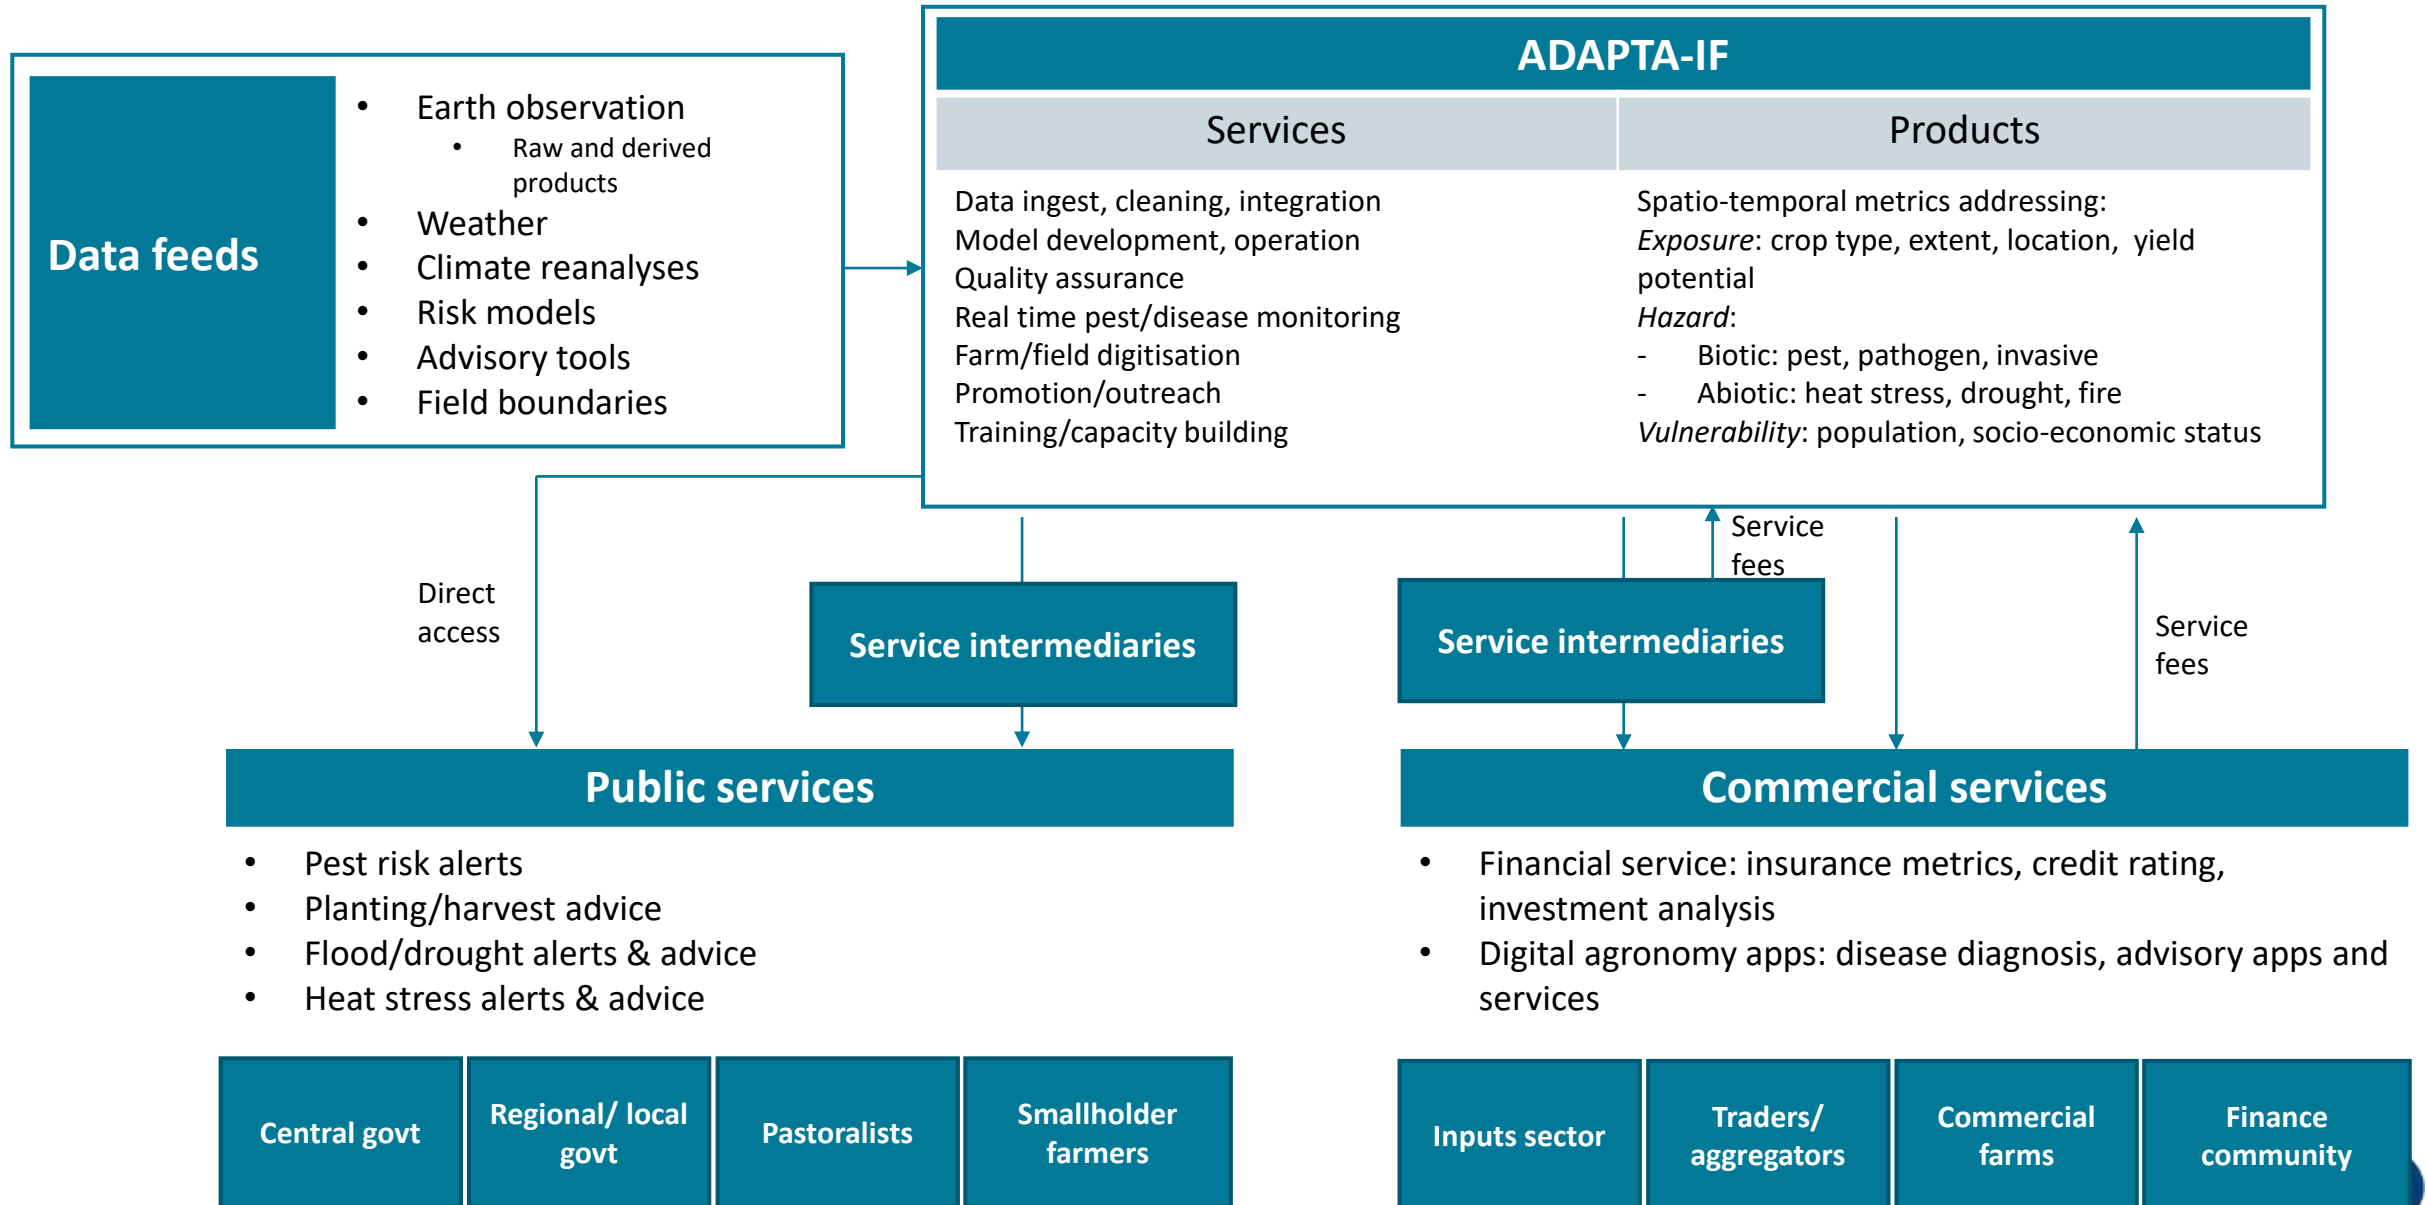 Data feeds
• Earth observation
• Raw and derived
products
• Weather
• Climate reanalyses
• Risk models
• Advisory tools
• Field boundaries
ADAPTA-IF
Services
Products
Data ingest, cleaning, integration
Model development, operation
Quality assurance
Real time pest/disease monitoring
Farm/field digitisation
Promotion/outreach
Training/capacity building
Spatio-temporal metrics addressing:
Exposure: crop type, extent, location, yield
potential
Hazard:
- Biotic: pest, pathogen, invasive
- Abiotic: heat stress, drought, fire
Vulnerability: population, socio-economic status
Direct
access
Service intermediaries
Service
fees
Service intermediaries
Service
fees
Public services
• Pest risk alerts
• Planting/harvest advice
• Flood/drought alerts & advice
• Heat stress alerts & advice
Central govt
Regional/ local
govt
Pastoralists
Smallholder
farmers
Commercial services
• Financial service: insurance metrics, credit rating,
investment analysis
• Digital agronomy apps: disease diagnosis, advisory apps and
services
Inputs sector
Traders/
aggregators
Commercial
farms
Finance
community